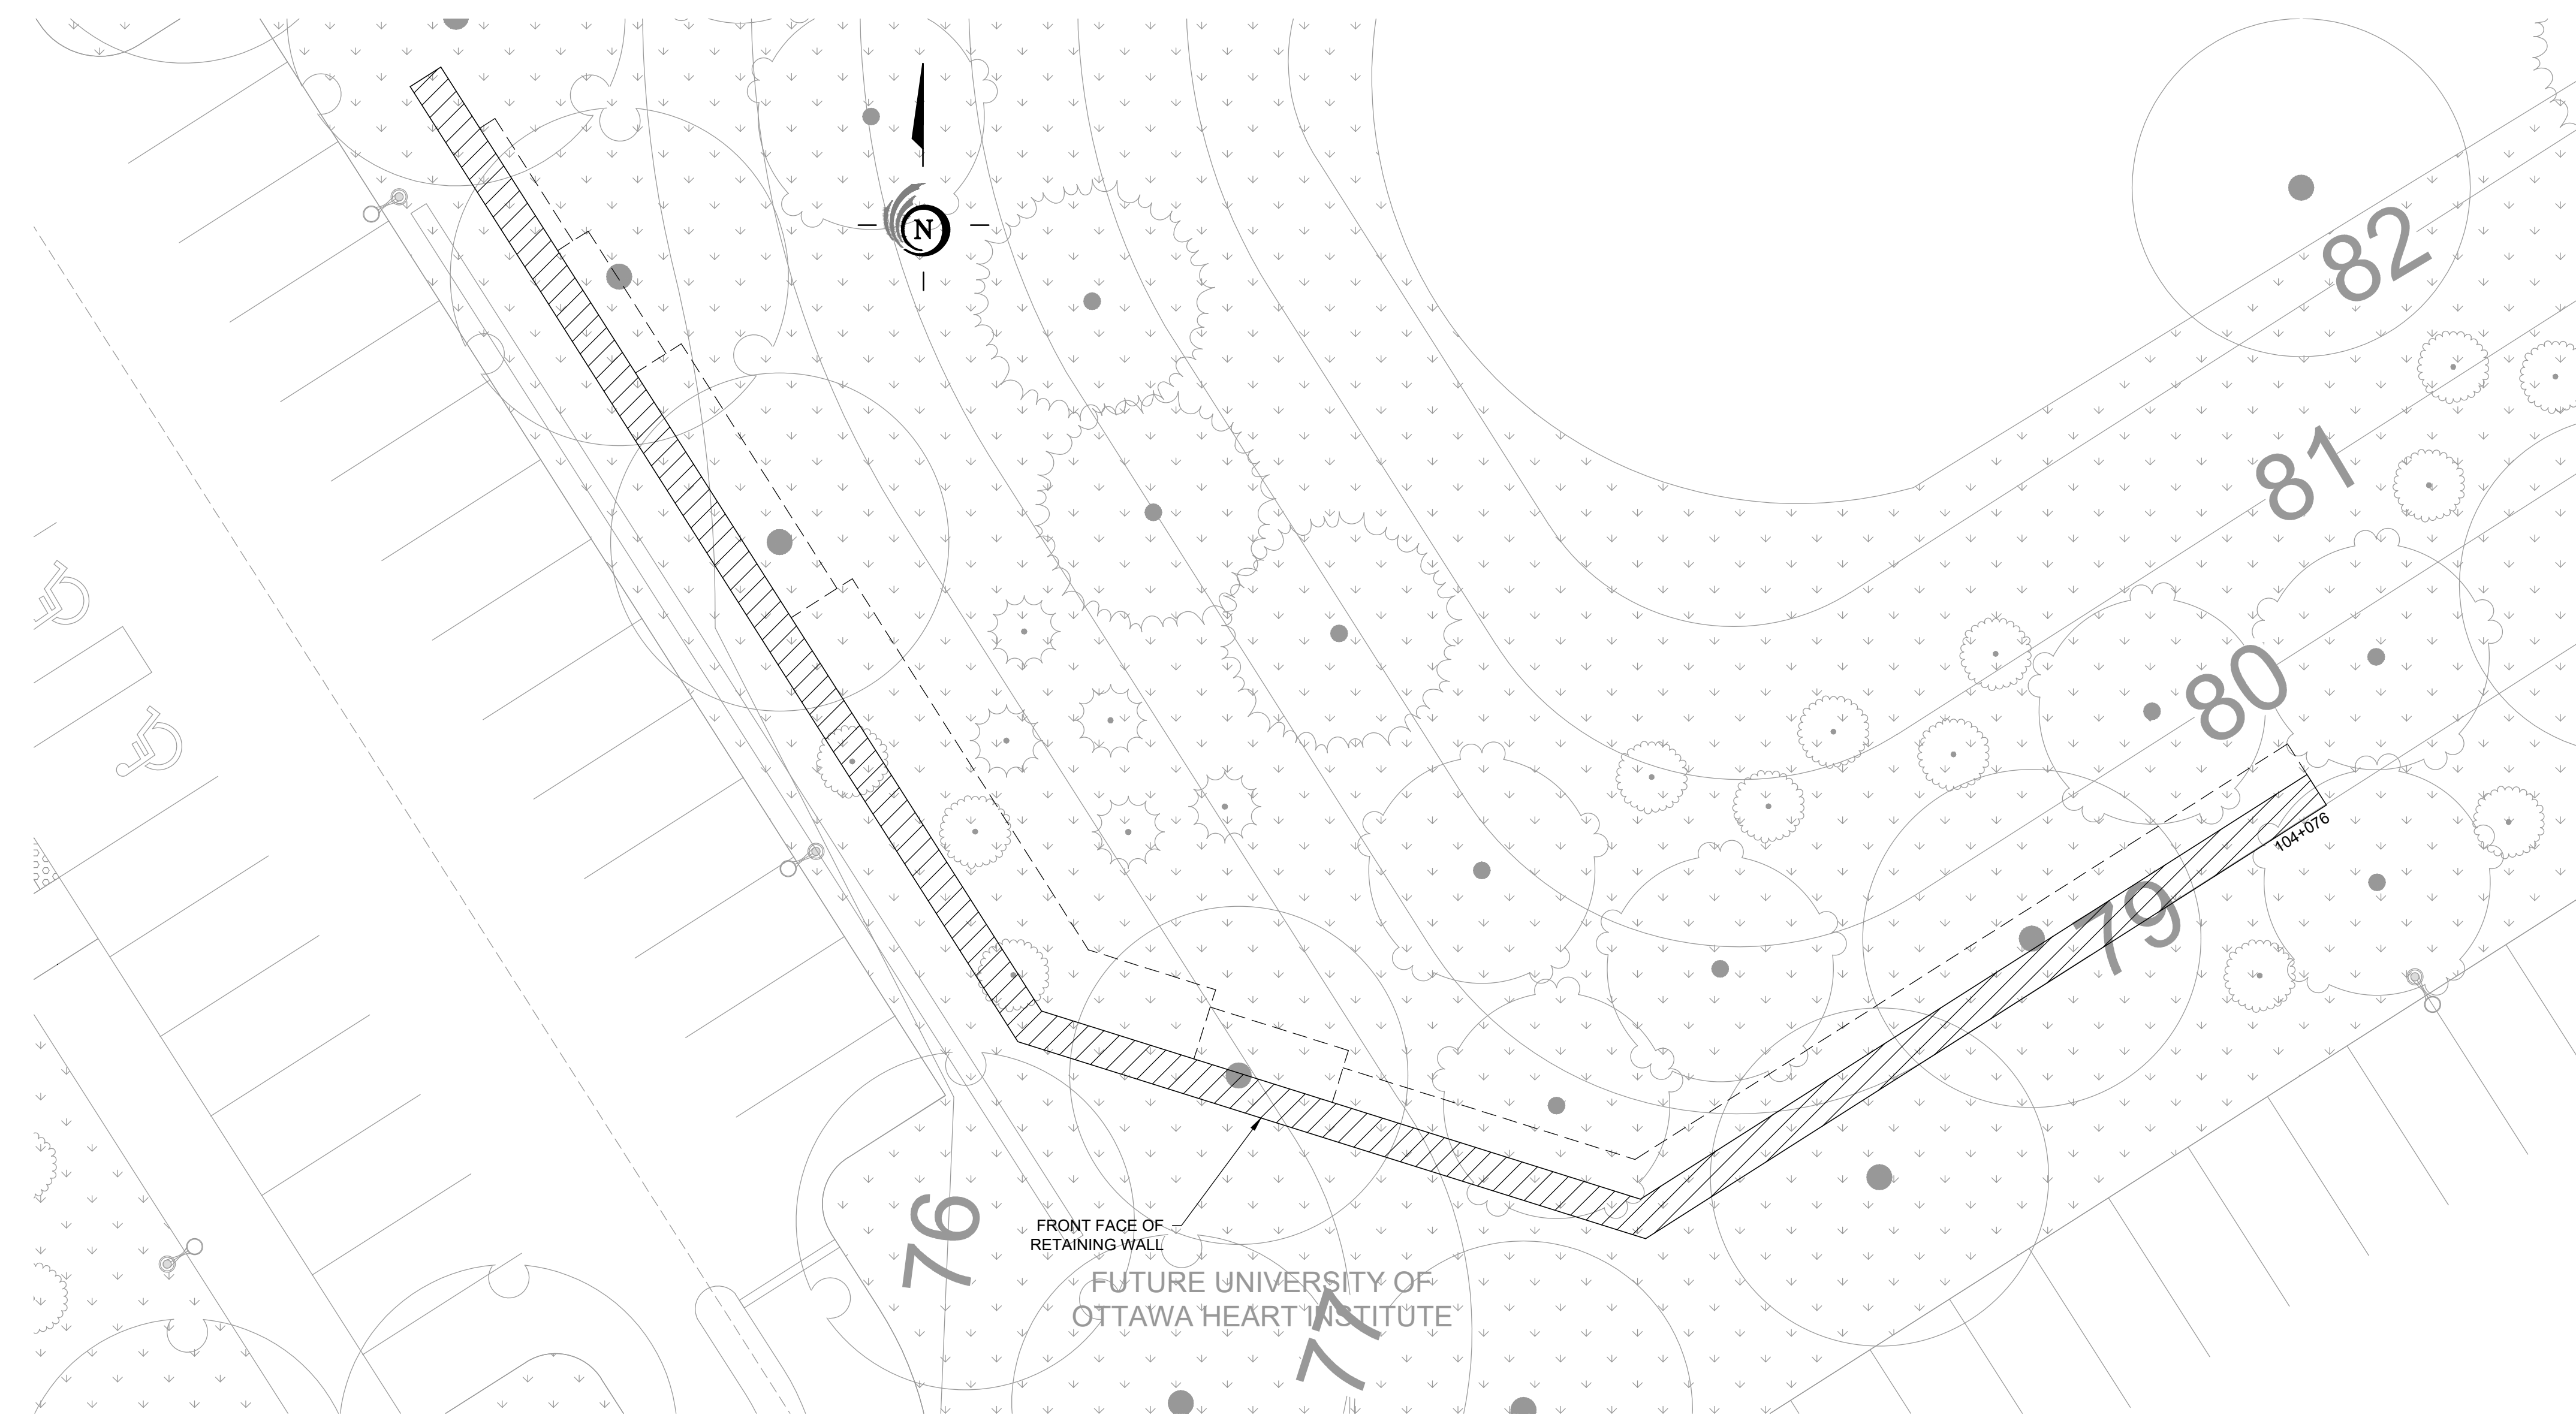 N
82
81
80
79
104+076
76
FRONT FACE OF
RETAINING WALL
FUTURE UNIVERSITY OF
OTTAWA HEART INSTITUTE
77